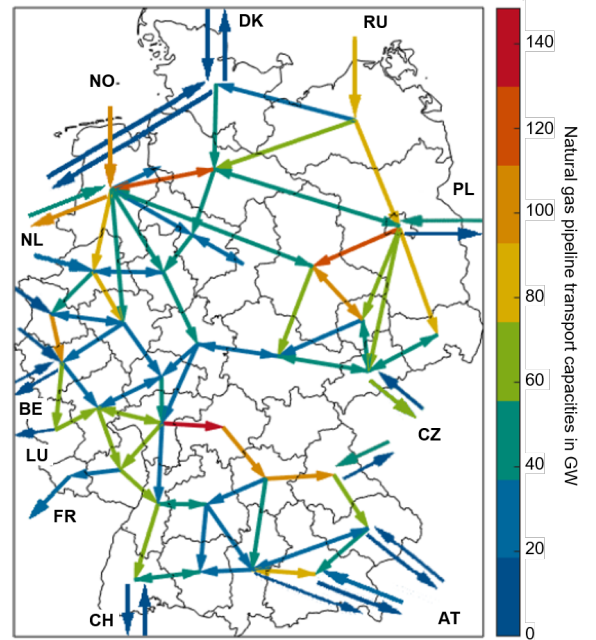 DK
RU
NO
PL
NL
BE
LU
CZ
FR
CH
AT
140
120
100
80
60
40
20
0
Natural gas pipeline transport capacities in GW